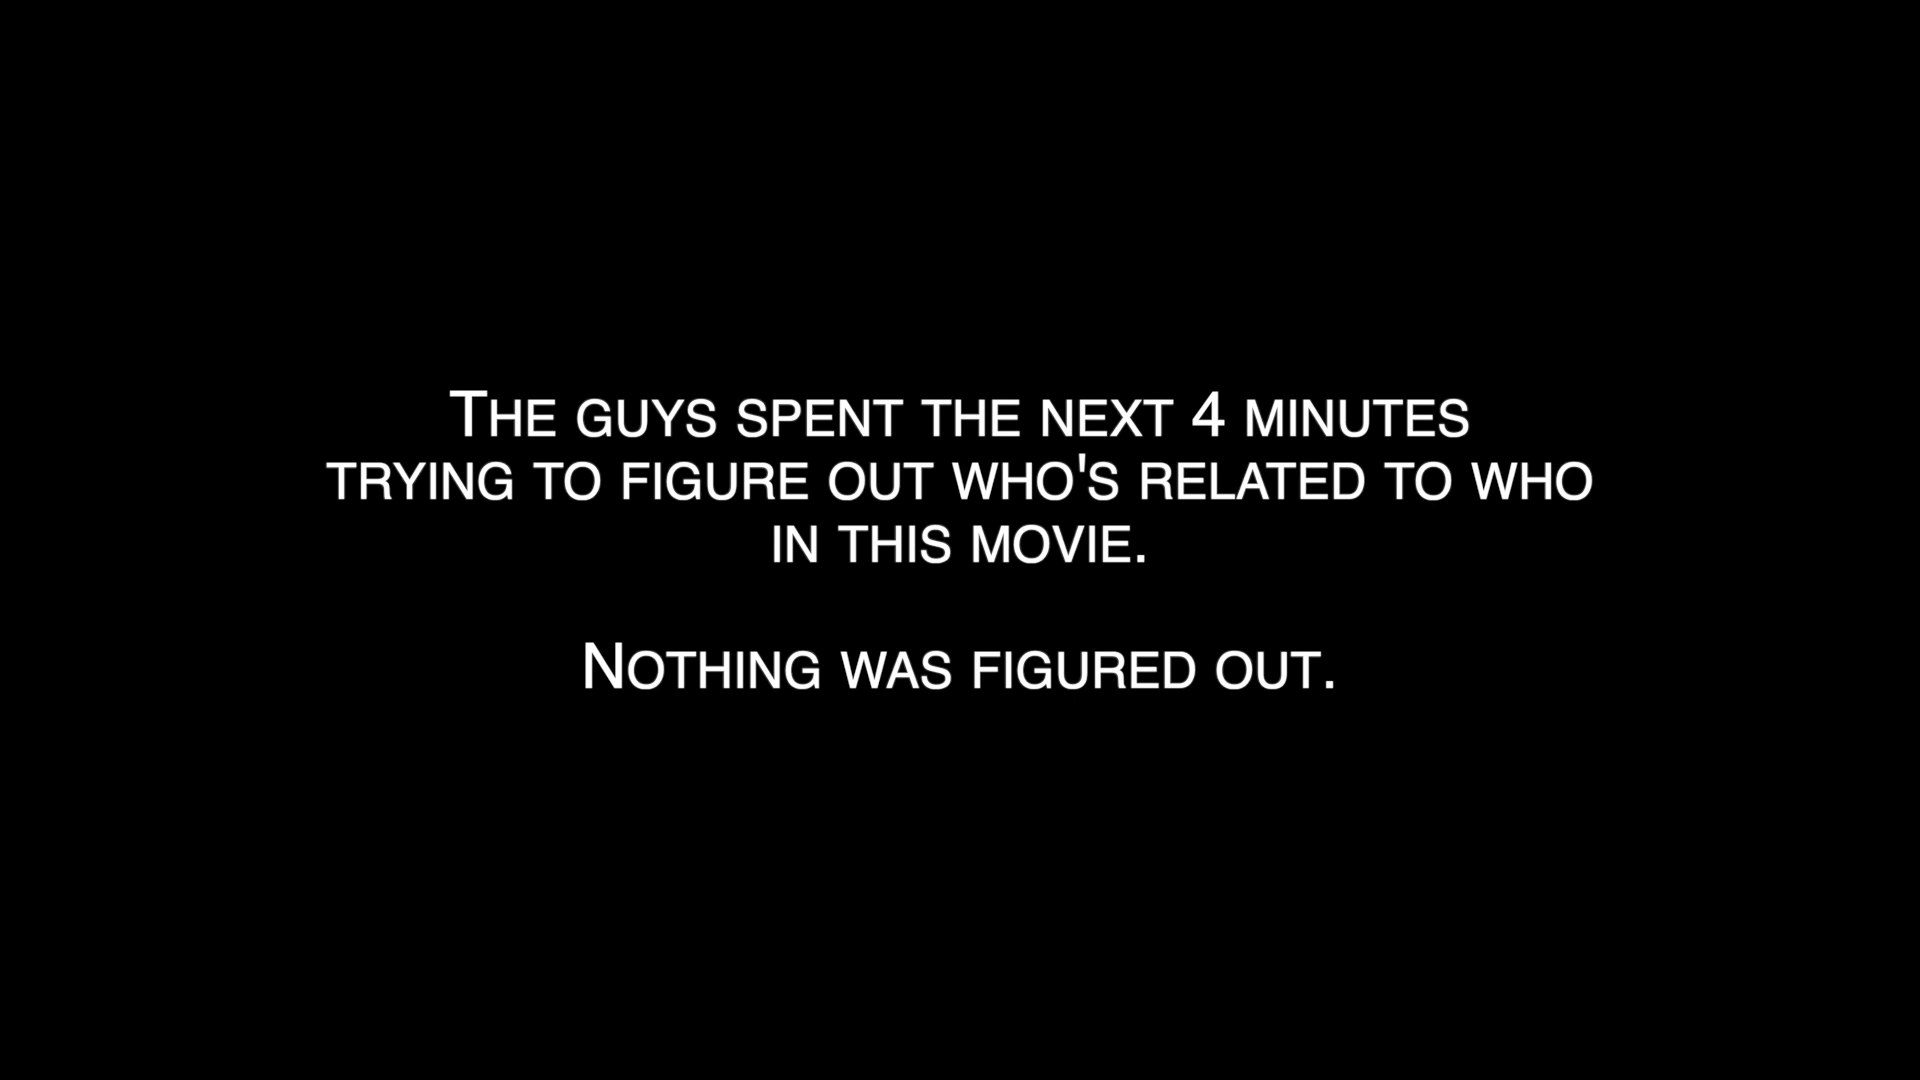 The guys spent the next 4 minutes
trying to figure out who's related to who
in this movie.
Nothing was figured out.